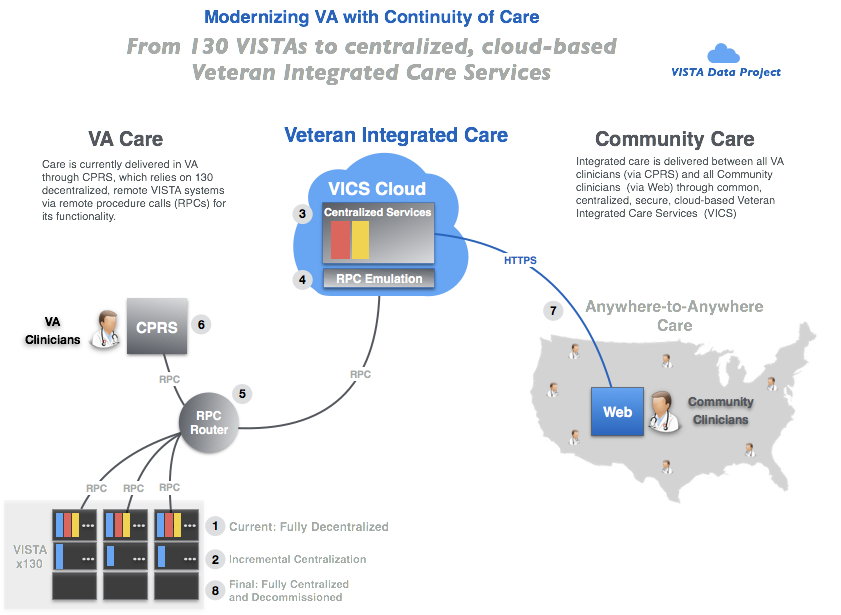 Modernizing VA with Continuity of Care
From 130 VISTAs to centralized, cloud-based
Veteran Integrated Care Services
VISTA Data Project
VA Care
Care is currently delivered in VA
through CPRS, which relies on 130
decentralized, remote VISTA systems
via remote procedure calls (RPCs) for
its functionality.
Veteran Integrated Care
Community Care
Integrated care is delivered between all VA
clinicians (via CPRS) and all Community
clinicians (via Web) through common,
centralized, secure, cloud-based Veteran
Integrated Care Services (VICS)
VICS Cloud
3
Centralized Services
4
RPC Emulation
HTTPS
7
Anywhere-to-Anywhere
Care
VA
Clinicians
CPRS
6
RPC
RPC
5
RPC
Router
Web
Community
Clinicians
RPC
RPC
RPC
VISTA
x130
...
...
...
1
Current: Fully Decentralized
...
...
...
2
Incremental Centralization
8
Final: Fully Centralized
and Decommissioned